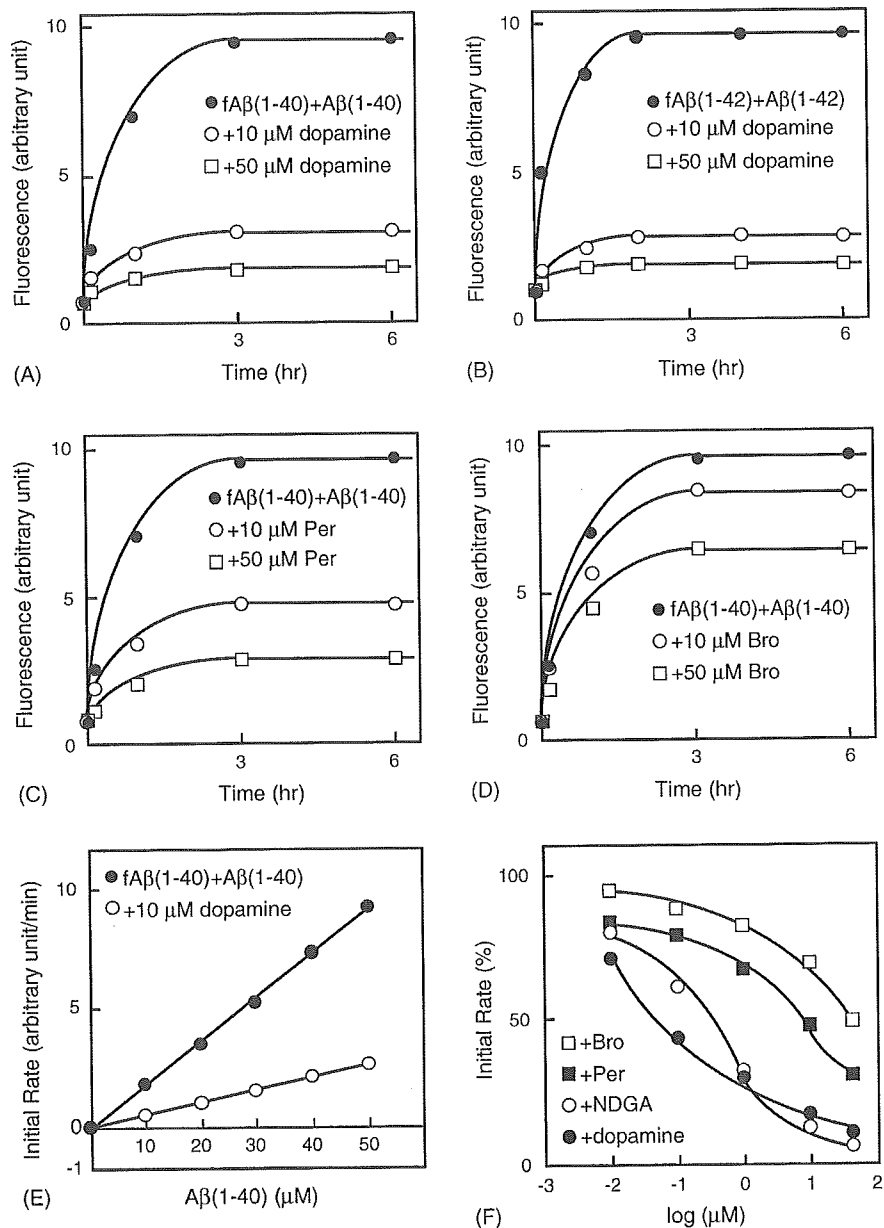 10
5
0
Fluorescence (arbitrary unit)
fAβ(1-40)+Aβ(1-40)
+10 μM dopamine
+50 μM dopamine
3
6
Time (hr)
(A)
10
5
0
Fluorescence (arbitrary unit)
fAβ(1-42)+Aβ(1-42)
+10 μM dopamine
+50 μM dopamine
3
6
Time (hr)
(B)
10
5
0
Fluorescence (arbitrary unit)
fAβ(1-40)+Aβ(1-40)
+10 μM Per
+50 μM Per
3
6
Time (hr)
(C)
10
5
0
Fluorescence (arbitrary unit)
fAβ(1-40)+Aβ(1-40)
+10 μM Bro
+50 μM Bro
3
6
Time (hr)
(D)
10
5
0
-1
Initial Rate (arbitrary unit/min)
fAβ(1-40)+Aβ(1-40)
+10 μM dopamine
10
20
30
40
50
Aβ(1-40) (μM)
(E)
100
50
0
Initial Rate (%)
+Bro
+Per
+NDGA
+dopamine
-3
-2
-1
0
1
2
log (μM)
(F)